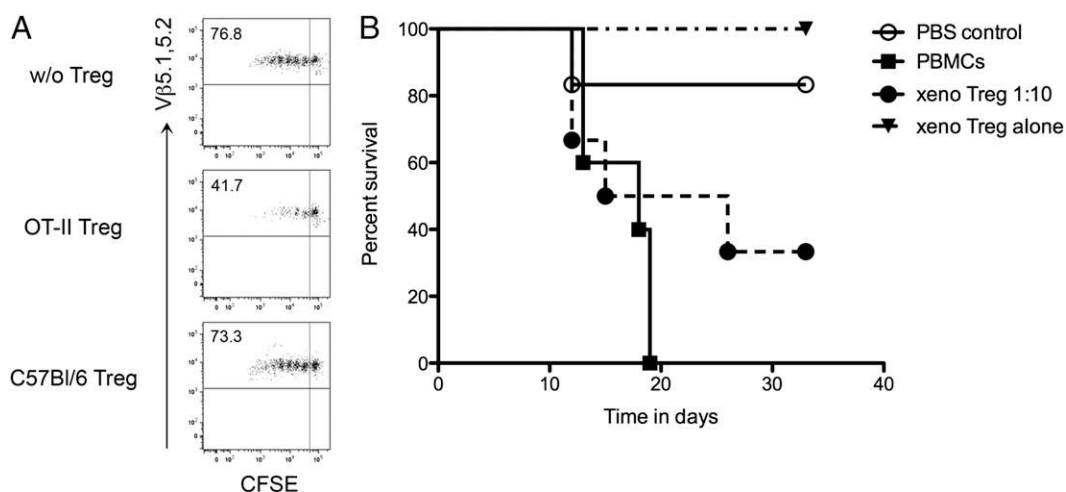 A
B
Vβ5.1,5.2
w/o Treg
76.8
OT-II Treg
41.7
C57Bl/6 Treg
73.3
CFSE
Percent survival
100
80
60
40
20
0
0 10 20 30 40
Time in days
PBS control
PBMCs
xeno Treg 1:10
xeno Treg alone